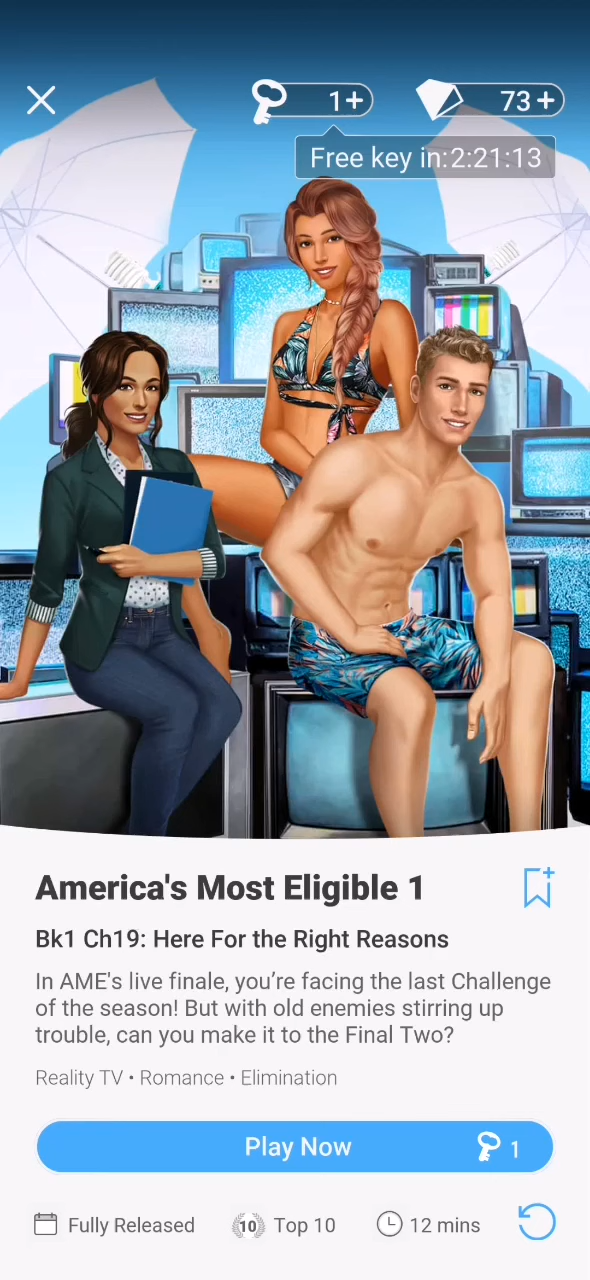 1+
73+
Free key in:2:21:13
America's Most Eligible 1
Bk1 Ch19: Here For the Right Reasons
In AME's live finale, you’re facing the last Challenge
of the season! But with old enemies stirring up
trouble, can you make it to the Final Two?
Reality TV • Romance • Elimination
Play Now 1
Fully Released 10 Top 10 12 mins